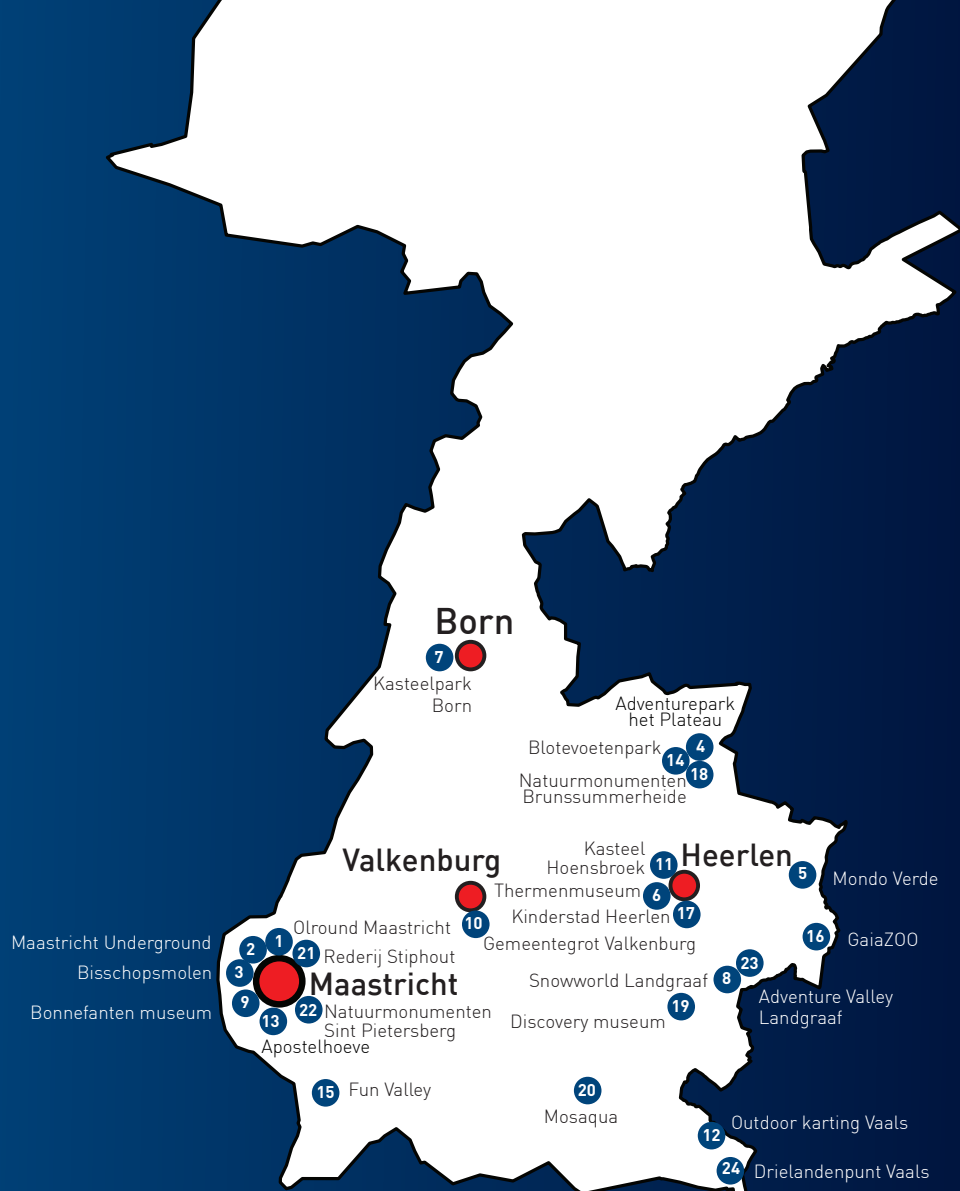 Born
7
Kasteelpark
Born
Adventurepark
het Plateau
Blotevoetenpark
4
14
18
Natuurmonumenten
Brunssummerheide
Valkenburg
10
Gemeentegrot Valkenburg
Kasteel
Hoensbroek
11
Heerlen
Thermenmuseum
6
Kinderstad Heerlen
17
5
Mondo Verde
16
GaiaZOO
Olround Maastricht
1
Maastricht Underground
2
21
Rederij Stiphout
Bisschopsmolen
3
Maastricht
Bonnefanten museum
9
22
Natuurmonumenten
Sint Pietersberg
13
Apostelhoeve
23
Snowworld Landgraaf
8
Adventure Valley
Landgraaf
Discovery museum
19
15
Fun Valley
20
Mosaqua
Outdoor karting Vaals
12
24
Drielandenpunt Vaals